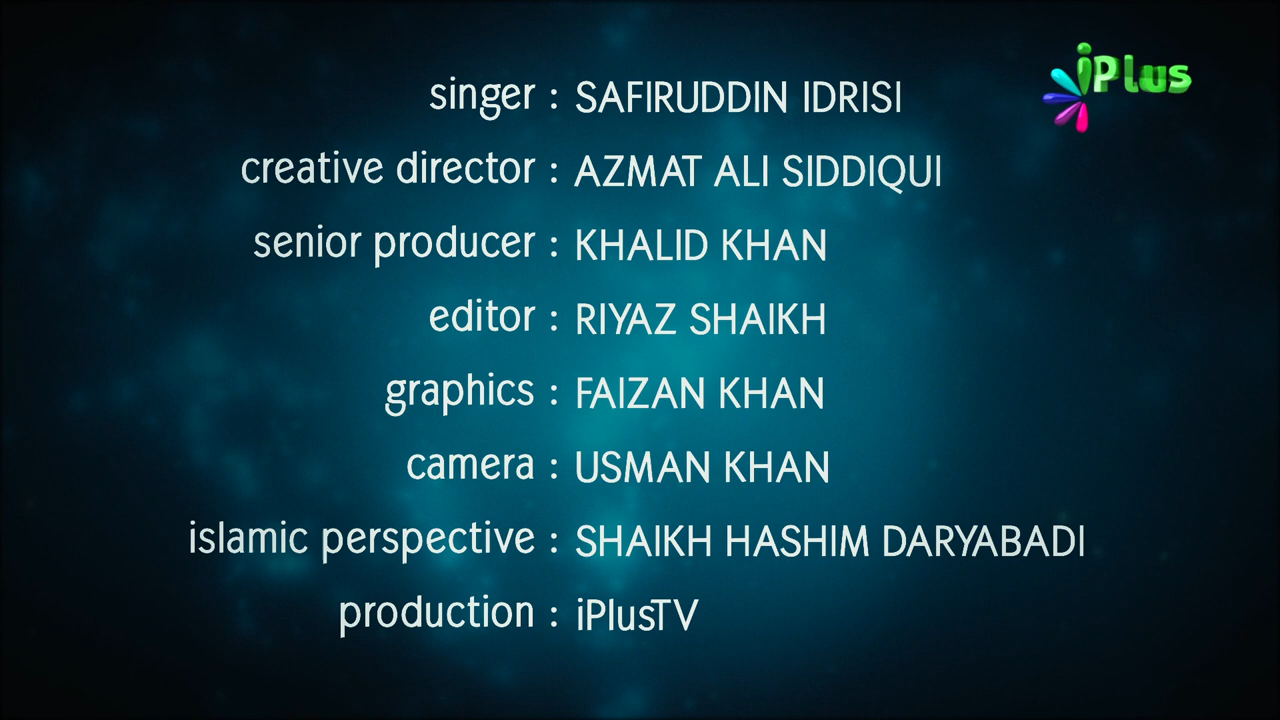 iPlus
singer : SAFIRUDDIN IDRISI
creative director : AZMAT ALI SIDDIQUI
senior producer : KHALID KHAN
editor : RIYAZ SHAIKH
graphics : FAIZAN KHAN
camera : USMAN KHAN
islamic perspective : SHAIKH HASHIM DARYABADI
production : iPlusTV